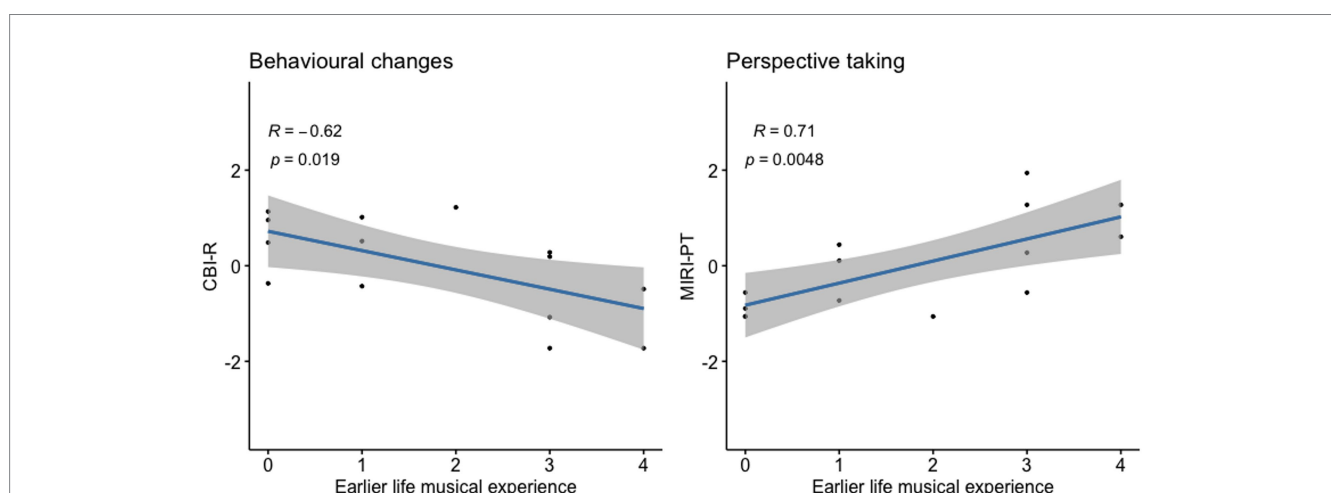 Behavioural changes
R = −0.62
p = 0.019
2
0
-2
CBI-R
0 1 2 3 4
Earlier life musical experience
Perspective taking
R = 0.71
p = 0.0048
2
0
-2
MIRI-PT
0 1 2 3 4
Earlier life musical experience